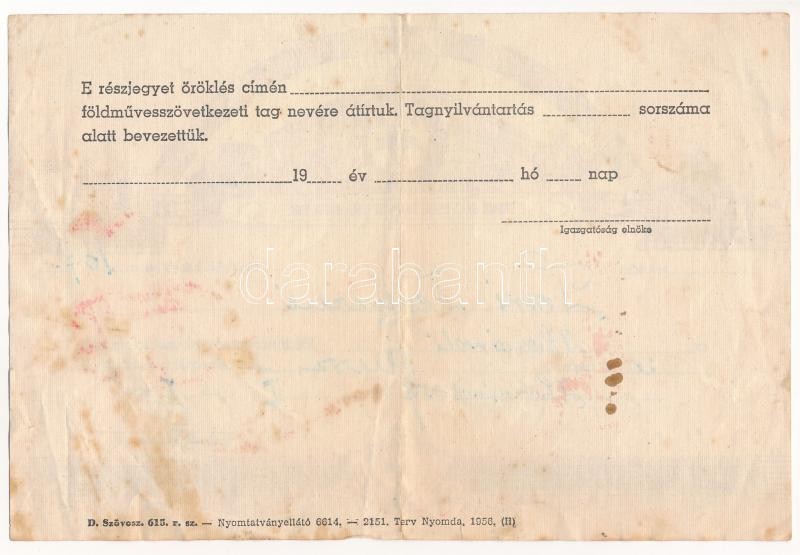 E részjegyet öröklés címén
földművesszövetkezeti tag nevére átírtuk. Tagnyilvántartás sorszáma
alatt bevezettük.
19 év hó nap
Igazgatóság elnöke
darabanth
D. Szövosz. 615. r. sz. — Nyomtatványellátó 6614. — 2151. Terv Nyomda, 1956. (H)